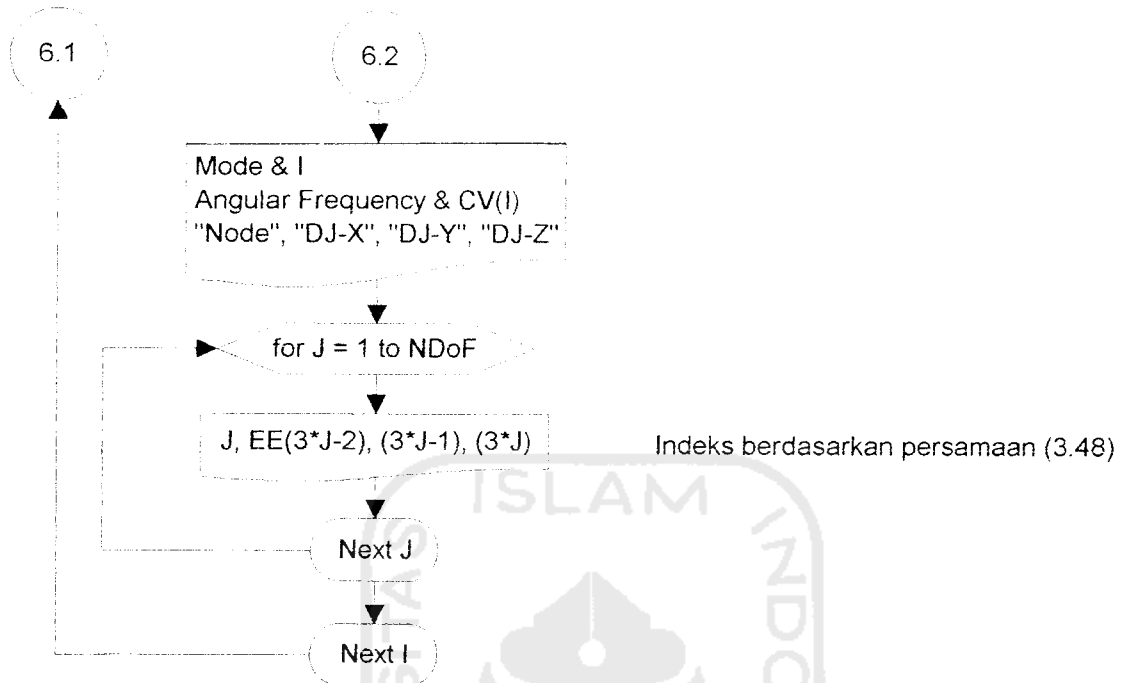 6.1
6.2
Mode & I
Angular Frequency & CV(I)
"Node", "DJ-X", "DJ-Y", "DJ-Z"
for J = 1 to NDoF
J, EE(3*J-2), (3*J-1), (3*J)
Indeks berdasarkan persamaan (3.48)
ISLAM
Next J
Next I